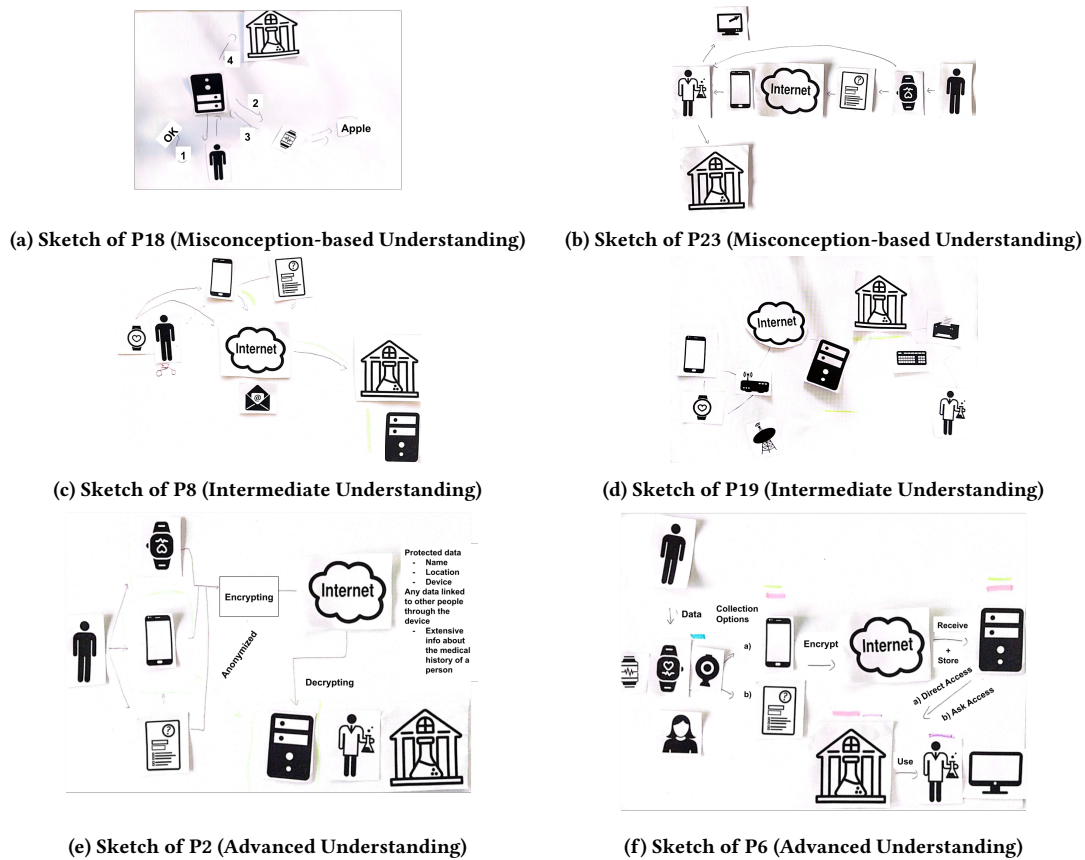 4
2
3
Apple
OK
1
(a) Sketch of P18 (Misconception-based Understanding)
Internet
(b) Sketch of P23 (Misconception-based Understanding)
?
Internet
@
(c) Sketch of P8 (Intermediate Understanding)
Internet
(d) Sketch of P19 (Intermediate Understanding)
Encrypting
Anonymized
?
Internet
Decrypting
Protected data
- Name
- Location
- Device
Any data linked
to other people
through the
device
- Extensive
info about
the medical
history of a
person
(e) Sketch of P2 (Advanced Understanding)
Data
Collection
Options
a)
b)
?
Encrypt
Internet
Receive
+
Store
a) Direct Access
b) Ask Access
Use
(f) Sketch of P6 (Advanced Understanding)